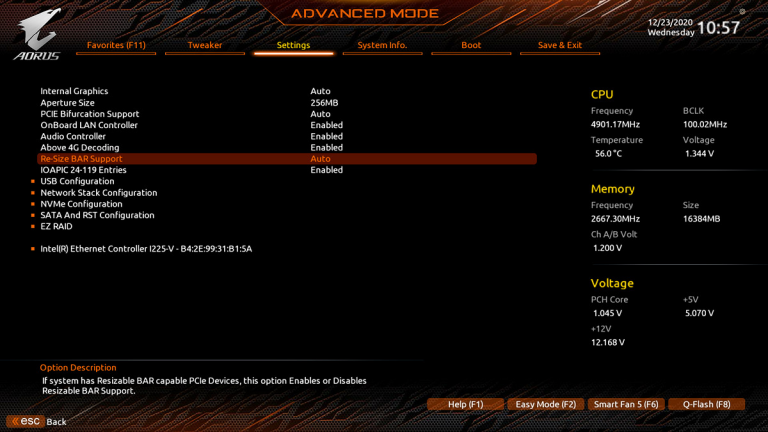 ADVANCED MODE
AORUS
12/23/2020
Wednesday
10:57
Favorites (F11) Tweaker Settings System Info. Boot Save & Exit
Internal Graphics Auto
Aperture Size 256MB
PCIE Bifurcation Support Auto
OnBoard LAN Controller Enabled
Audio Controller Enabled
Above 4G Decoding Enabled
Re-Size BAR Support Auto
IOAPIC 24-119 Entries Enabled
USB Configuration
Network Stack Configuration
NVMe Configuration
SATA And RST Configuration
EZ RAID
Intel(R) Ethernet Controller I225-V - B4:2E:99:31:B1:5A
CPU
Frequency BCLK
4901.17MHz 100.02MHz
Temperature Voltage
56.0 °C 1.344 V
Memory
Frequency Size
2667.30MHz 16384MB
Ch A/B Volt
1.200 V
Voltage
PCH Core +5V
1.045 V 5.070 V
+12V
12.168 V
Option Description
If system has Resizable BAR capable PCIe Devices, this option Enables or Disables
Resizable BAR Support.
Help (F1) Easy Mode (F2) Smart Fan 5 (F6) Q-Flash (F8)
esc Back